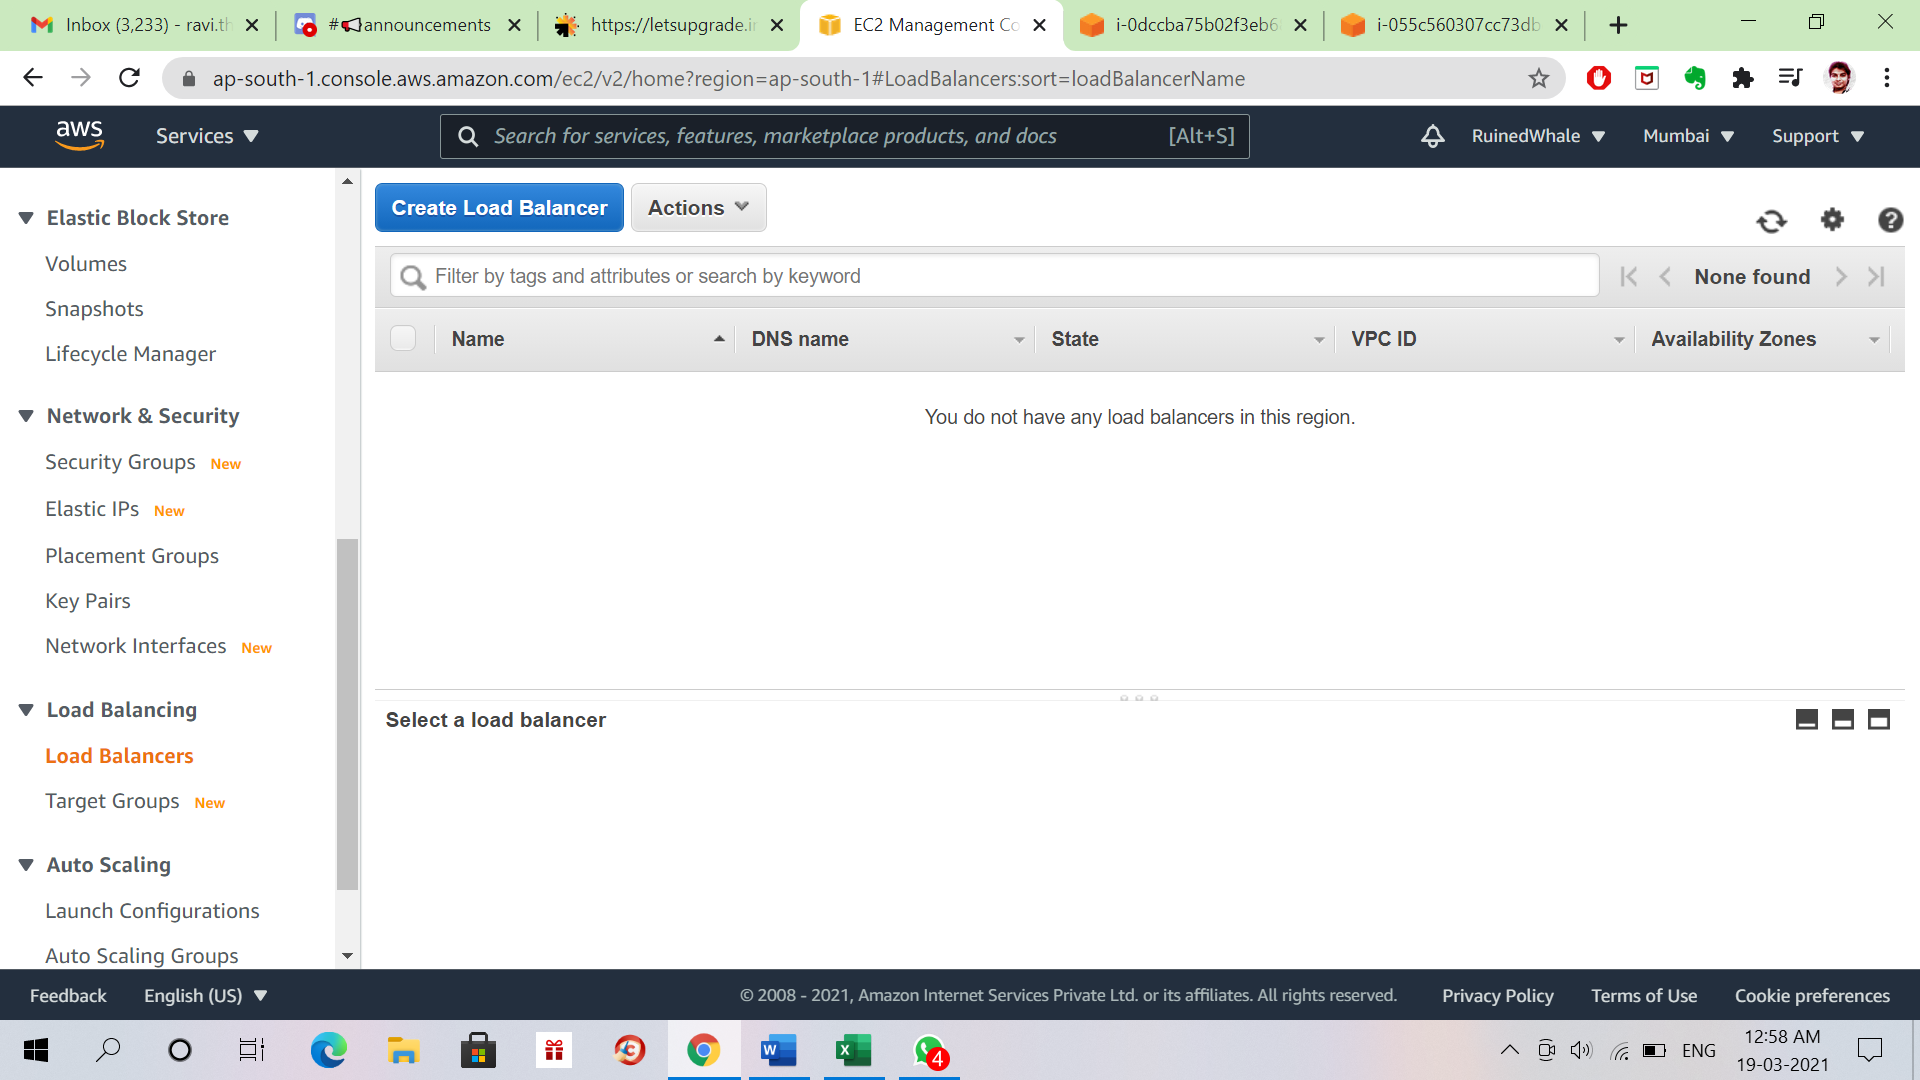 Inbox (3,233) - ravi.th
#announcements
https://letsupgrade.in
EC2 Management Co
i-0dccba75b02f3eb6
i-055c560307cc73db
ap-south-1.console.aws.amazon.com/ec2/v2/home?region=ap-south-1#LoadBalancers:sort=loadBalancerName
aws
Services
Search for services, features, marketplace products, and docs
[Alt+S]
RuinedWhale
Mumbai
Support
Elastic Block Store
Volumes
Snapshots
Lifecycle Manager
Network & Security
Security Groups New
Elastic IPs New
Placement Groups
Key Pairs
Network Interfaces New
Load Balancing
Load Balancers
Target Groups New
Auto Scaling
Launch Configurations
Auto Scaling Groups
Create Load Balancer
Actions
Filter by tags and attributes or search by keyword
None found
Name
DNS name
State
VPC ID
Availability Zones
You do not have any load balancers in this region.
Select a load balancer
Feedback
English (US)
© 2008 - 2021, Amazon Internet Services Private Ltd. or its affiliates. All rights reserved.
Privacy Policy
Terms of Use
Cookie preferences
4
ENG
12:58 AM
19-03-2021